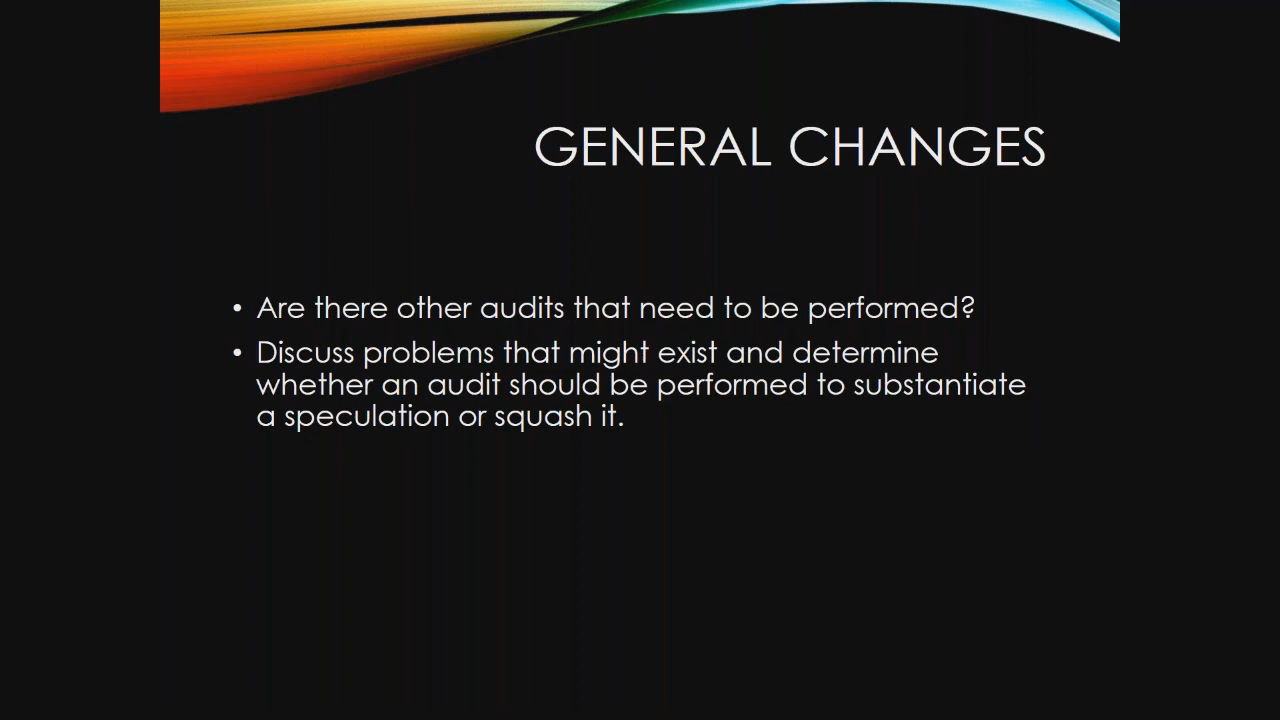 GENERAL CHANGES
• Are there other audits that need to be performed?
• Discuss problems that might exist and determine
whether an audit should be performed to substantiate
a speculation or squash it.